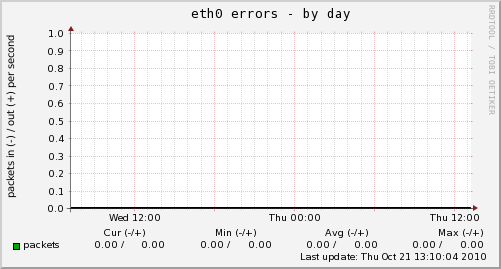 eth0 errors - by day
RRDTOOL / TOBI OETIKER
packets in (-) / out (+) per second
1.0
0.9
0.8
0.7
0.6
0.5
0.4
0.3
0.2
0.1
0.0
Wed 12:00 Thu 00:00 Thu 12:00
Cur (-/+) Min (-/+) Avg (-/+) Max (-/+)
packets 0.00 / 0.00 0.00 / 0.00 0.00 / 0.00 0.00 / 0.00
Last update: Thu Oct 21 13:10:04 2010